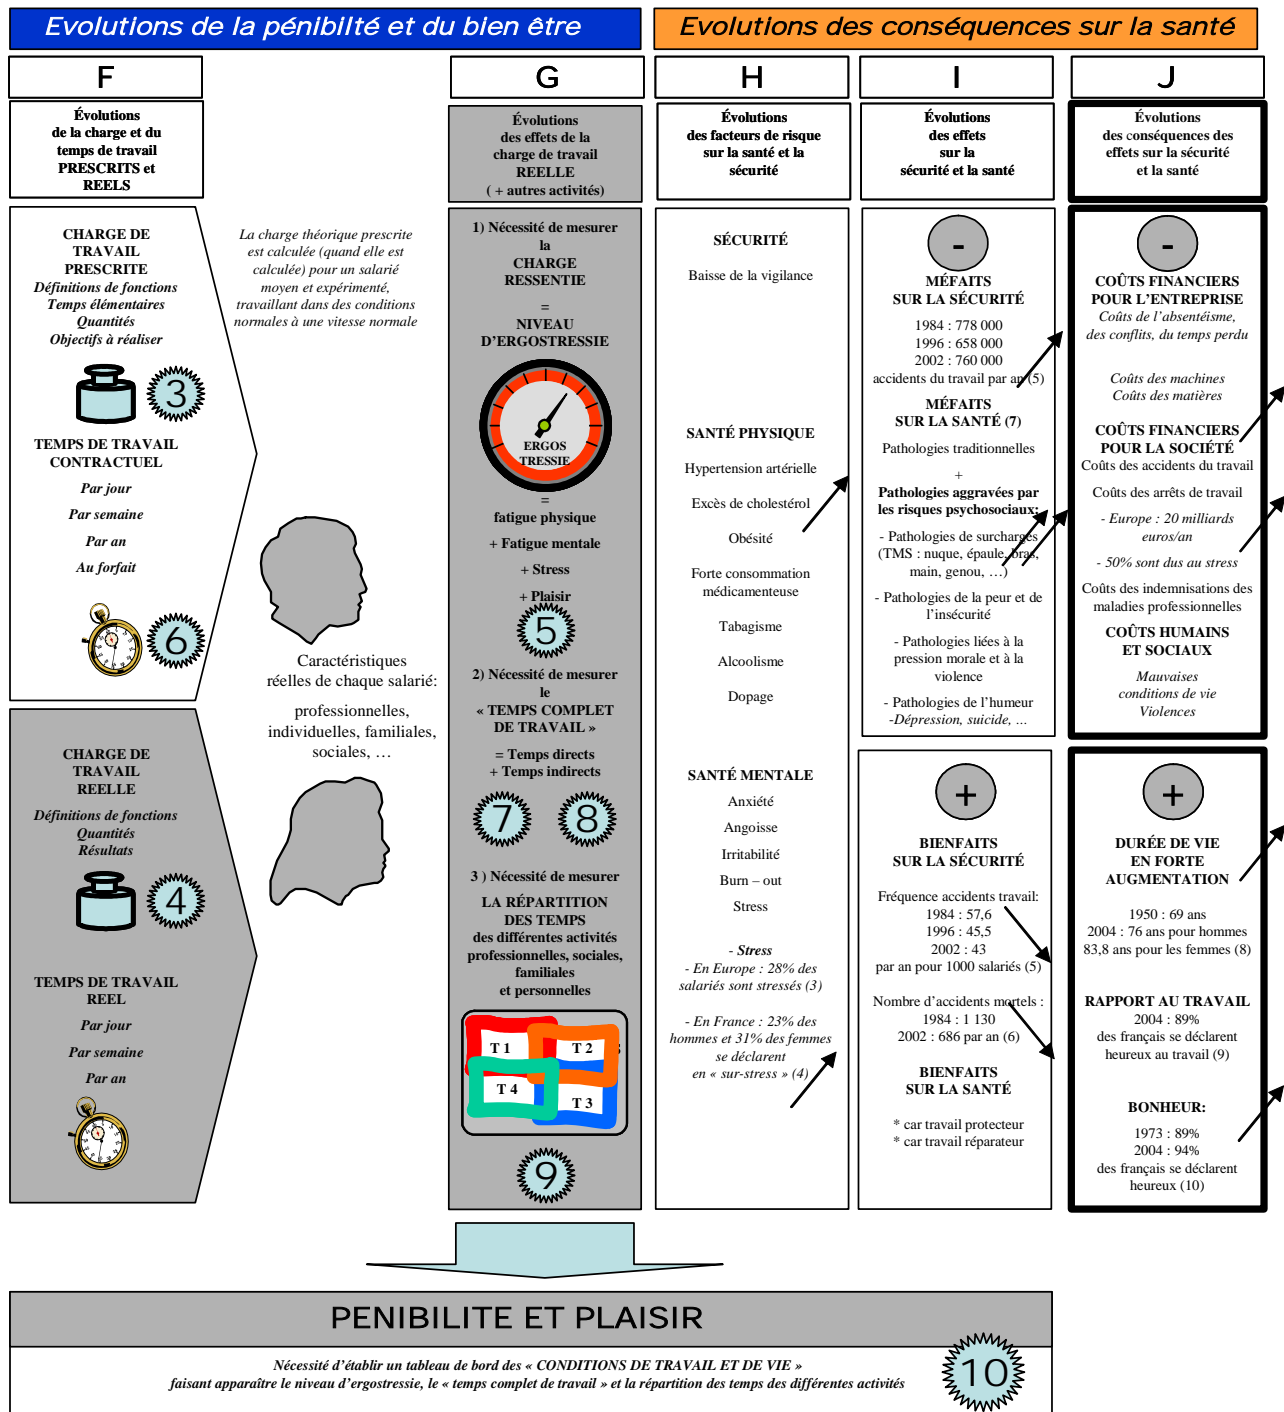 Evolutions de la pénibilté et du bien être
Evolutions des conséquences sur la santé
F
Évolutions
de la charge et du
temps de travail
PRESCRITS et
REELS
CHARGE DE
TRAVAIL
PRESCRITE
Définitions de fonctions
Temps élémentaires
Quantités
Objectifs à réaliser
3
TEMPS DE TRAVAIL
CONTRACTUEL
Par jour
Par semaine
Par an
Au forfait
6
CHARGE DE
TRAVAIL
REELLE
Définitions de fonctions
Quantités
Résultats
4
TEMPS DE TRAVAIL
REEL
Par jour
Par semaine
Par an
La charge théorique prescrite
est calculée (quand elle est
calculée) pour un salarié
moyen et expérimenté,
travaillant dans des conditions
normales à une vitesse normale
Caractéristiques
réelles de chaque salarié:
professionnelles,
individuelles, familiales,
sociales, …
G
Évolutions
des effets de la
charge de travail
REELLE
( + autres activités)
1) Nécessité de mesurer
la
CHARGE
RESSENTIE
=
NIVEAU
D’ERGOSTRESSIE
ERGOS
TRESSIE
=
fatigue physique
+ Fatigue mentale
+ Stress
+ Plaisir
5
2) Nécessité de mesurer
le
« TEMPS COMPLET
DE TRAVAIL »
= Temps directs
+ Temps indirects
7 8
3 ) Nécessité de mesurer
LA RÉPARTITION
DES TEMPS
des différentes activités
professionnelles, sociales,
familiales
et personnelles
T 1 T 2
T 4 T 3
9
H
Évolutions
des facteurs de risque
sur la santé et la
sécurité
SÉCURITÉ
Baisse de la vigilance
SANTÉ PHYSIQUE
Hypertension artérielle
Excès de cholestérol
Obésité
Forte consommation
médicamenteuse
Tabagisme
Alcoolisme
Dopage
SANTÉ MENTALE
Anxiété
Angoisse
Irritabilité
Burn – out
Stress
- Stress
- En Europe : 28% des
salariés sont stressés (3)
- En France : 23% des
hommes et 31% des femmes
se déclarent
en « sur-stress » (4)
I
Évolutions
des effets
sur la
sécurité et la santé
-
MÉFAITS
SUR LA SÉCURITÉ
1984 : 778 000
1996 : 658 000
2002 : 760 000
accidents du travail par an (5)
MÉFAITS
SUR LA SANTÉ (7)
Pathologies traditionnelles
+
Pathologies aggravées par
les risques psychosociaux:
- Pathologies de surcharges
(TMS : nuque, épaule, bras,
main, genou, …)
- Pathologies de la peur et de
l’insécurité
- Pathologies liées à la
pression morale et à la
violence
- Pathologies de l’humeur
-Dépression, suicide, …
+
BIENFAITS
SUR LA SÉCURITÉ
Fréquence accidents travail:
1984 : 57,6
1996 : 45,5
2002 : 43
par an pour 1000 salariés (5)
Nombre d’accidents mortels :
1984 : 1 130
2002 : 686 par an (6)
BIENFAITS
SUR LA SANTÉ
* car travail protecteur
* car travail réparateur
J
Évolutions
des conséquences des
effets sur la sécurité
et la santé
-
COÛTS FINANCIERS
POUR L’ENTREPRISE
Coûts de l’absentéisme,
des conflits, du temps perdu
Coûts des machines
Coûts des matières
COÛTS FINANCIERS
POUR LA SOCIÉTÉ
Coûts des accidents du travail
Coûts des arrêts de travail
- Europe : 20 milliards
euros/an
- 50% sont dus au stress
Coûts des indemnisations des
maladies professionnelles
COÛTS HUMAINS
ET SOCIAUX
Mauvaises
conditions de vie
Violences
+
DURÉE DE VIE
EN FORTE
AUGMENTATION
1950 : 69 ans
2004 : 76 ans pour hommes
83,8 ans pour les femmes (8)
RAPPORT AU TRAVAIL
2004 : 89%
des français se déclarent
heureux au travail (9)
BONHEUR:
1973 : 89%
2004 : 94%
des français se déclarent
heureux (10)
PENIBILITE ET PLAISIR
Nécessité d’établir un tableau de bord des « CONDITIONS DE TRAVAIL ET DE VIE »
faisant apparaître le niveau d’ergostressie, le « temps complet de travail » et la répartition des temps des différentes activités
10